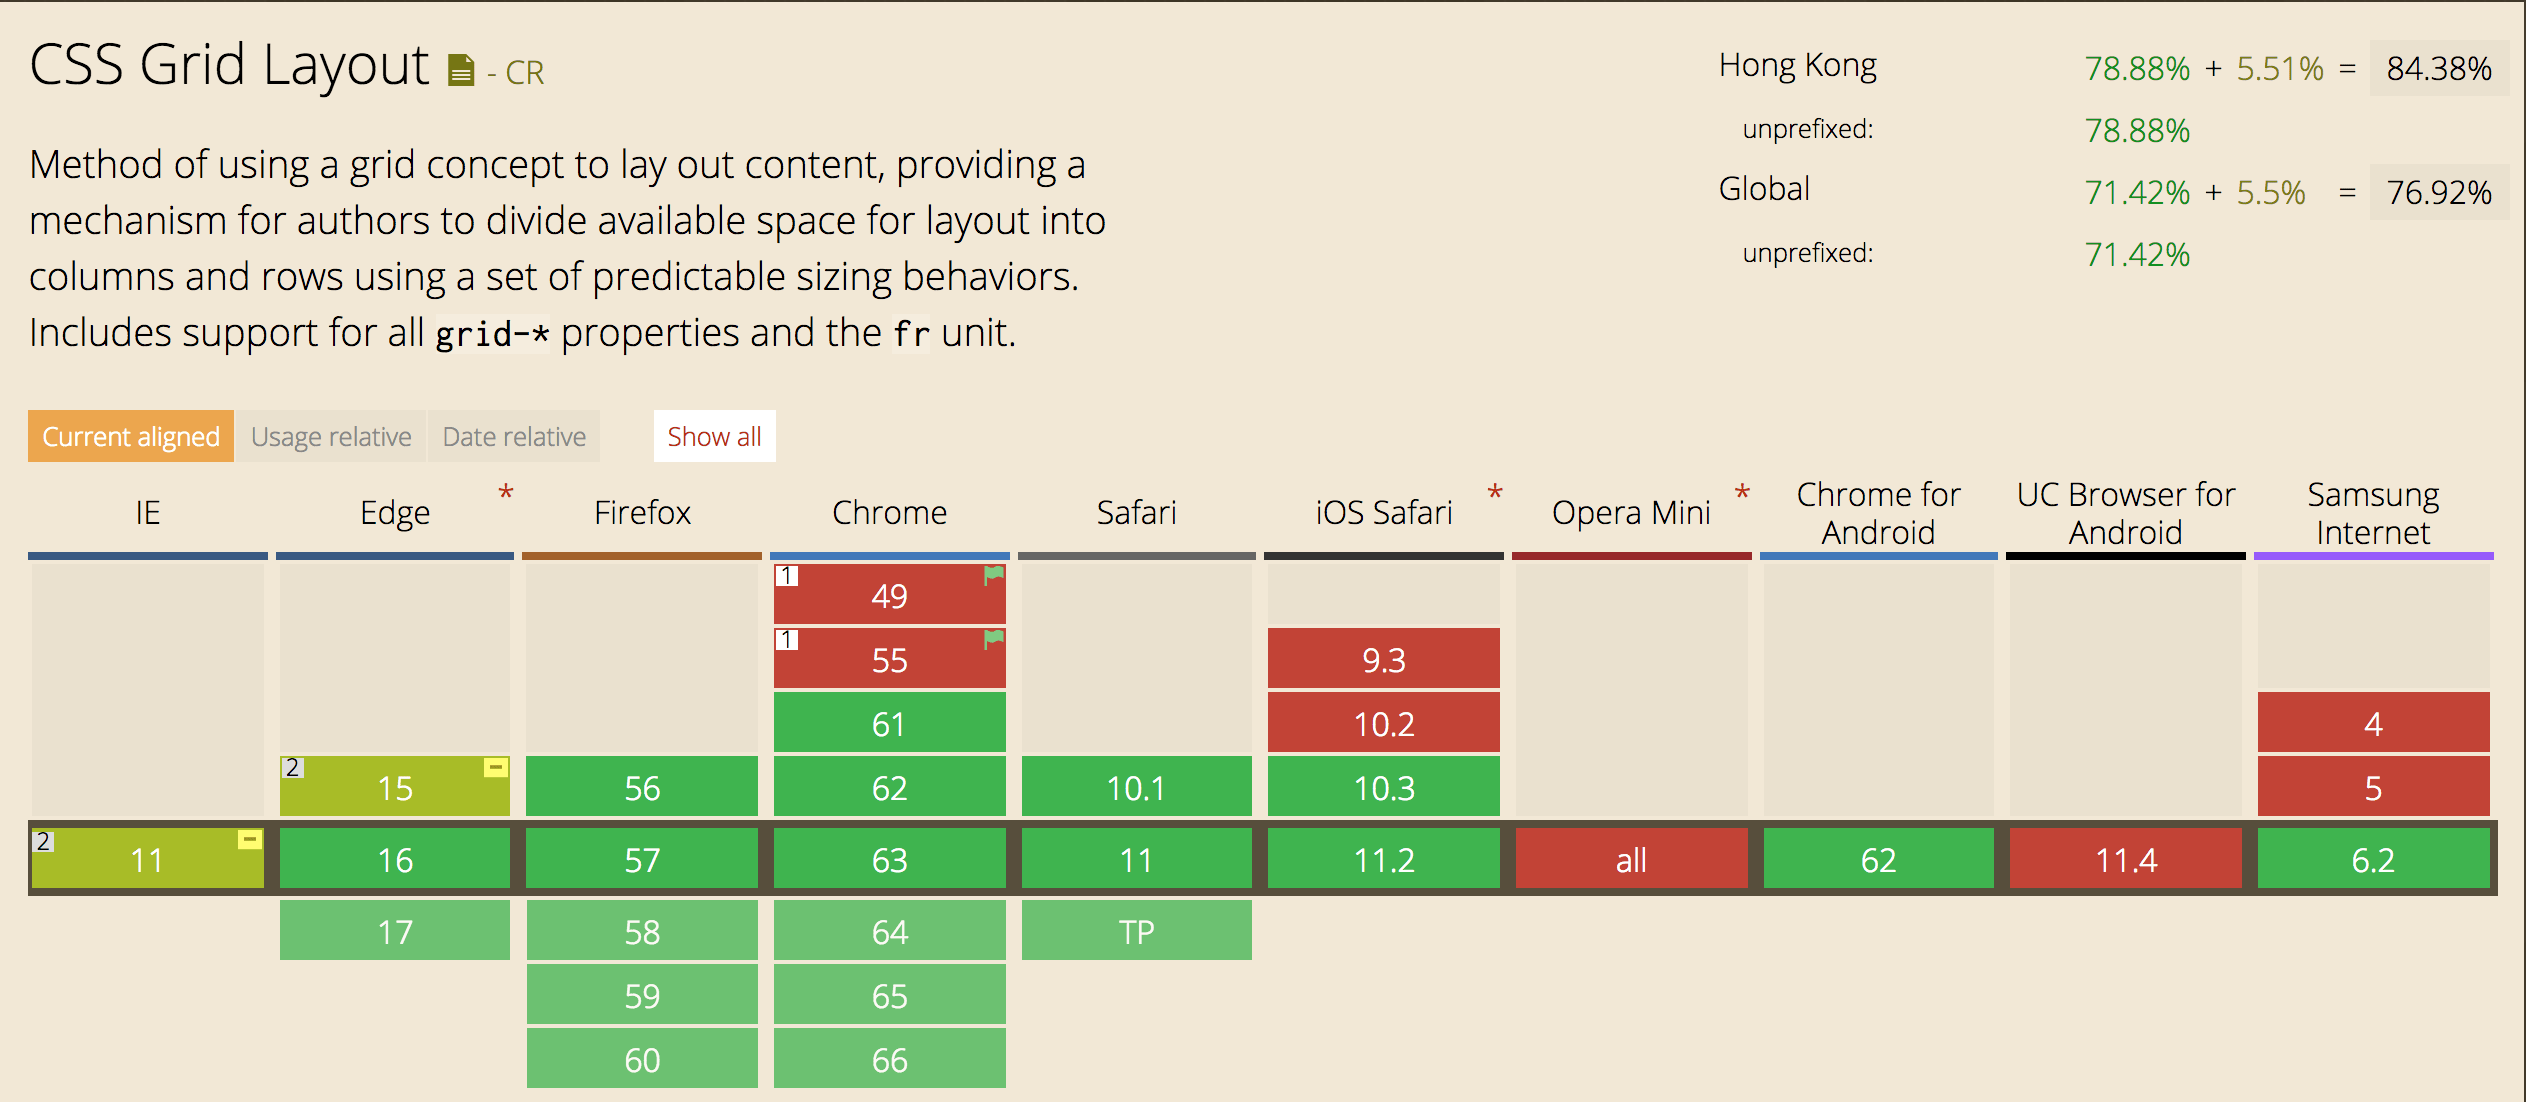 CSS Grid Layout - CR
Method of using a grid concept to lay out content, providing a
mechanism for authors to divide available space for layout into
columns and rows using a set of predictable sizing behaviors.
Includes support for all grid-* properties and the fr unit.
Hong Kong 78.88% + 5.51% = 84.38%
unprefixed: 78.88%
Global 71.42% + 5.5% = 76.92%
unprefixed: 71.42%
Current aligned Usage relative Date relative Show all
IE Edge * Firefox Chrome Safari iOS Safari * Opera Mini * Chrome for Android UC Browser for Android Samsung Internet
1 49
1 55 9.3
61 10.2 4
2 15 - 56 62 10.1 10.3 5
2 11 - 16 57 63 11 11.2 all 62 11.4 6.2
17 58 64 TP
59 65
60 66